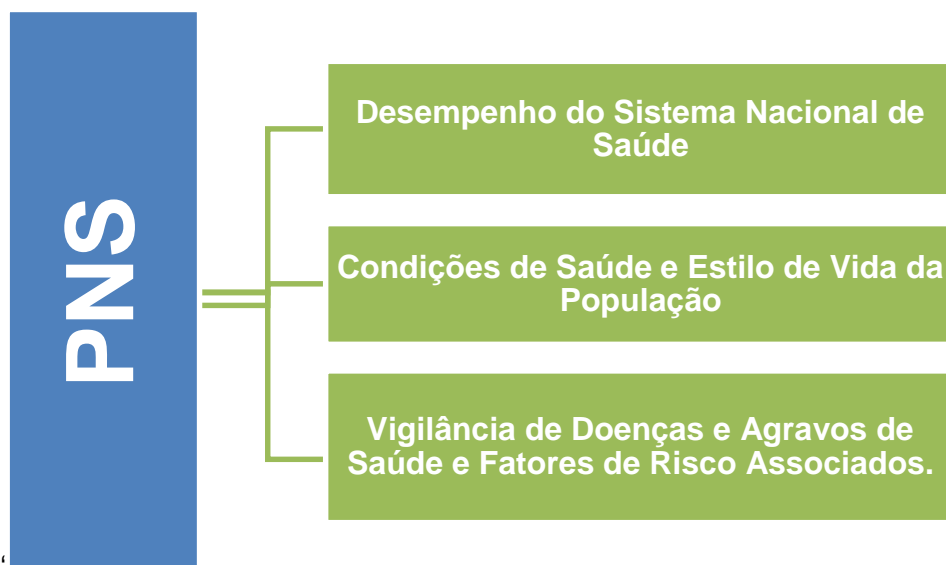 PNS
Desempenho do Sistema Nacional de
Saúde
Condições de Saúde e Estilo de Vida da
População
Vigilância de Doenças e Agravos de
Saúde e Fatores de Risco Associados.
‘